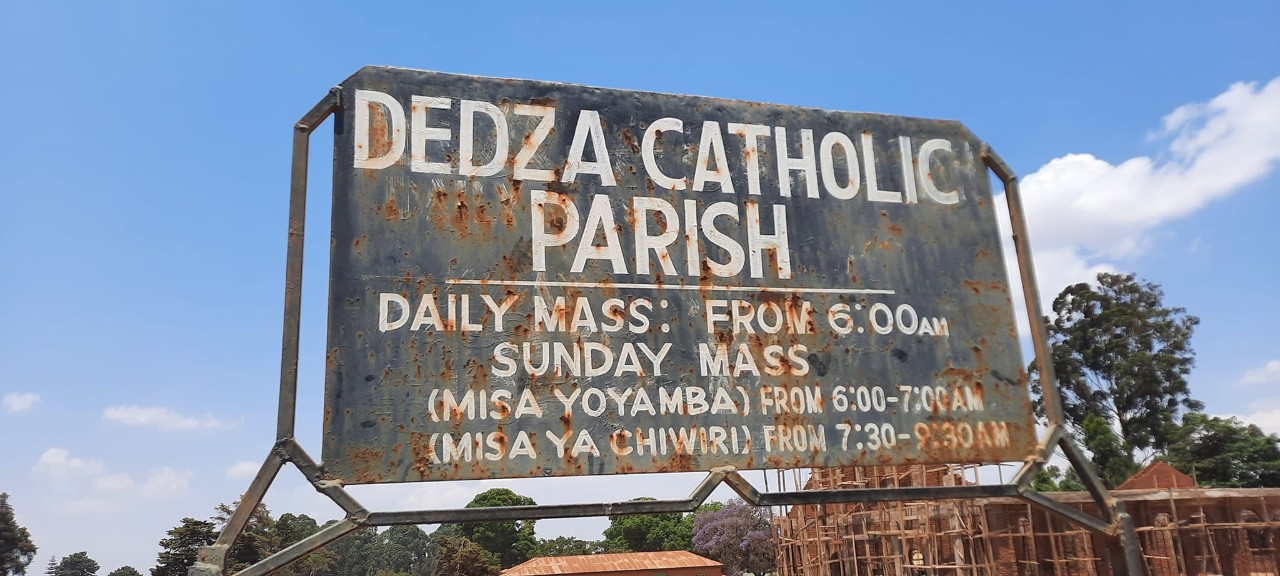 DEDZA CATHOLIC
PARISH
DAILY MASS: FROM 6:00AM
SUNDAY MASS
(MISA YOYAMBA) FROM 6:00-7:00AM
(MISA YA CHIWIRI) FROM 7:30-9:30AM